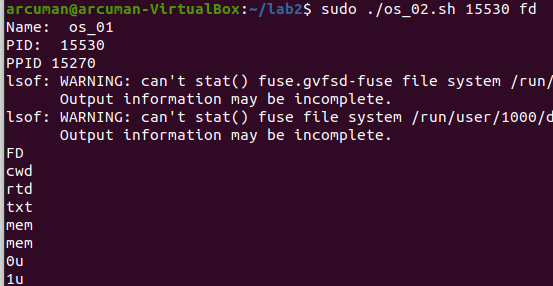 arcuman@arcuman-VirtualBox:~/lab2$ sudo ./os_02.sh 15530 fd
Name:  os_01
PID:  15530
PPID 15270
lsof: WARNING: can't stat() fuse.gvfsd-fuse file system /run/
      Output information may be incomplete.
lsof: WARNING: can't stat() fuse file system /run/user/1000/d
      Output information may be incomplete.
FD
cwd
rtd
txt
mem
mem
0u
1u